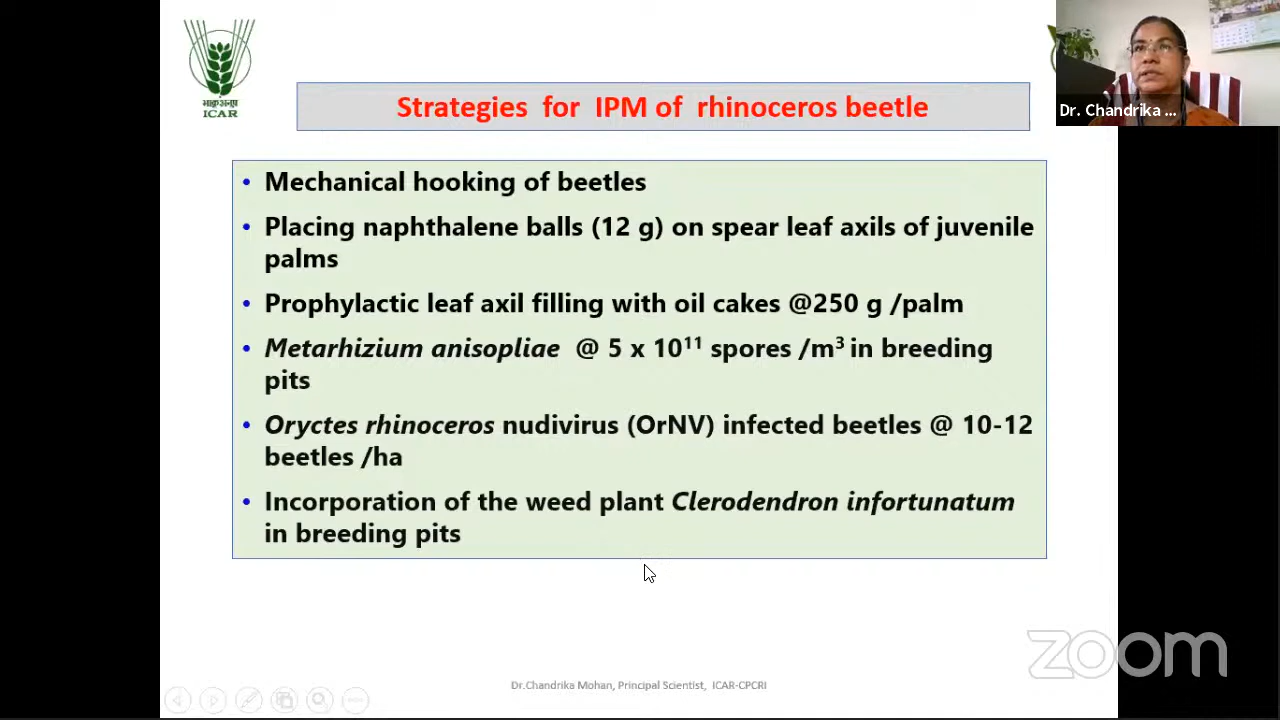 ICAR
Strategies for IPM of rhinoceros beetle
Dr. Chandrika ...
• Mechanical hooking of beetles
• Placing naphthalene balls (12 g) on spear leaf axils of juvenile
palms
• Prophylactic leaf axil filling with oil cakes @250 g /palm
• Metarhizium anisopliae @ 5 x 10¹¹ spores /m³ in breeding
pits
• Oryctes rhinoceros nudivirus (OrNV) infected beetles @ 10-12
beetles /ha
• Incorporation of the weed plant Clerodendron infortunatum
in breeding pits
zoom
Dr.Chandrika Mohan, Principal Scientist, ICAR-CPCRI